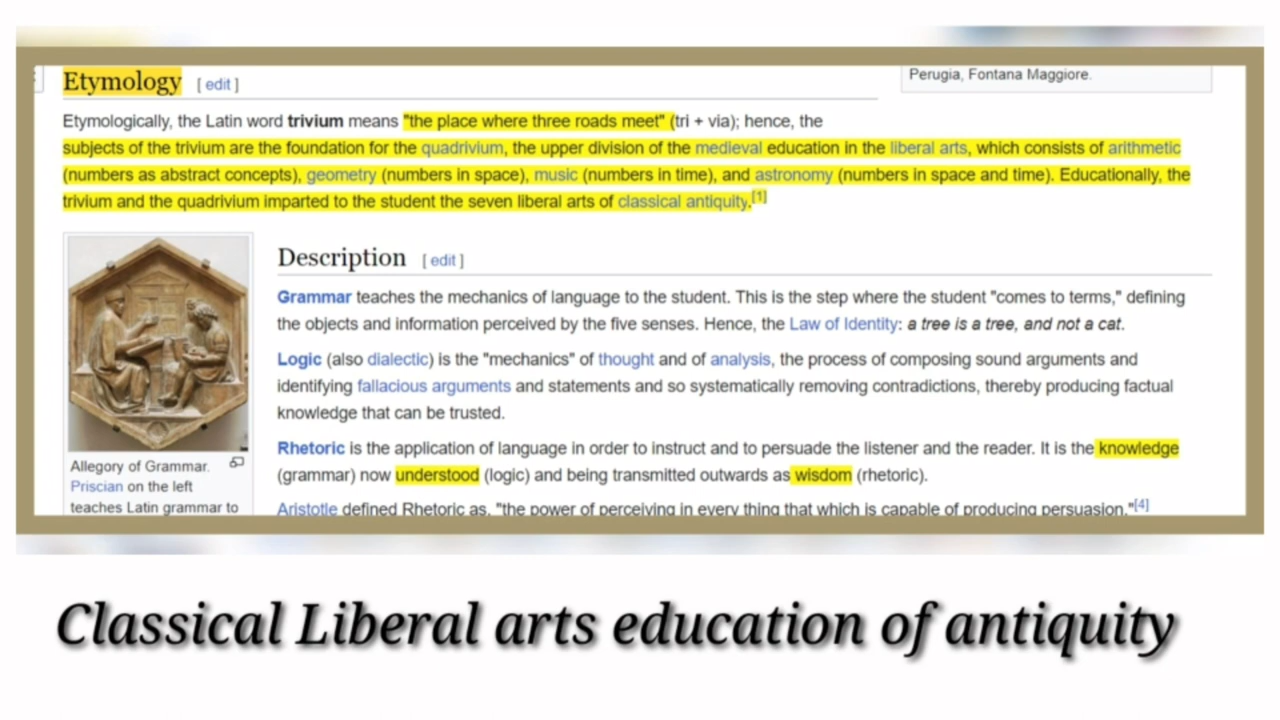 Perugia, Fontana Maggiore.
Etymology [ edit ]
Etymologically, the Latin word trivium means "the place where three roads meet" (tri + via); hence, the
subjects of the trivium are the foundation for the quadrivium, the upper division of the medieval education in the liberal arts, which consists of arithmetic
(numbers as abstract concepts), geometry (numbers in space), music (numbers in time), and astronomy (numbers in space and time). Educationally, the
trivium and the quadrivium imparted to the student the seven liberal arts of classical antiquity.[1]
Description [ edit ]
Grammar teaches the mechanics of language to the student. This is the step where the student "comes to terms," defining
the objects and information perceived by the five senses. Hence, the Law of Identity: a tree is a tree, and not a cat.
Logic (also dialectic) is the "mechanics" of thought and of analysis, the process of composing sound arguments and
identifying fallacious arguments and statements and so systematically removing contradictions, thereby producing factual
knowledge that can be trusted.
Rhetoric is the application of language in order to instruct and to persuade the listener and the reader. It is the knowledge
(grammar) now understood (logic) and being transmitted outwards as wisdom (rhetoric).
Aristotle defined Rhetoric as, "the power of perceiving in every thing that which is capable of producing persuasion."[4]
Allegory of Grammar.
Priscian on the left
teaches Latin grammar to
Classical Liberal arts education of antiquity